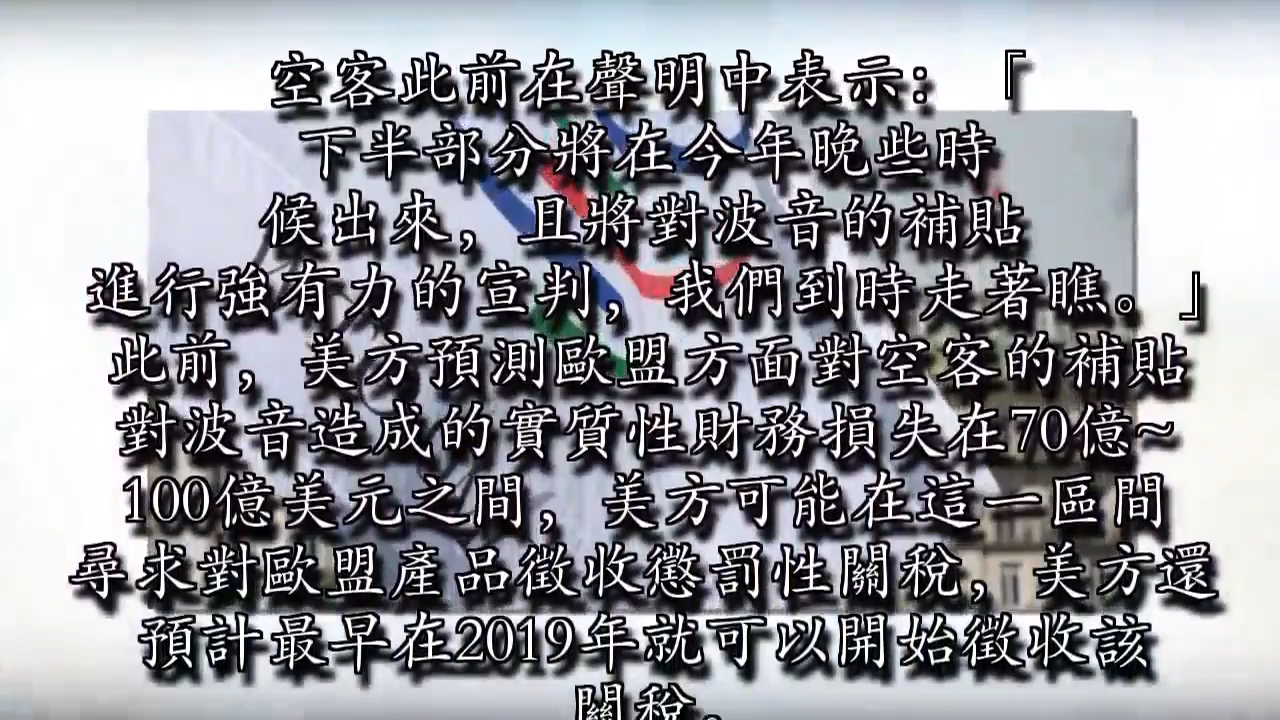 空客此前在聲明中表示：『
下半部分將在今年晚些時
候出來，且將對波音的補貼
進行強有力的宣判，我們到時走著瞧。』
此前，美方預測歐盟方面對空客的補貼
對波音造成的實質性財務損失在70億~
100億美元之間，美方可能在這一區間
尋求對歐盟產品徵收懲罰性關稅，美方還
預計最早在2019年就可以開始徵收該
關稅。